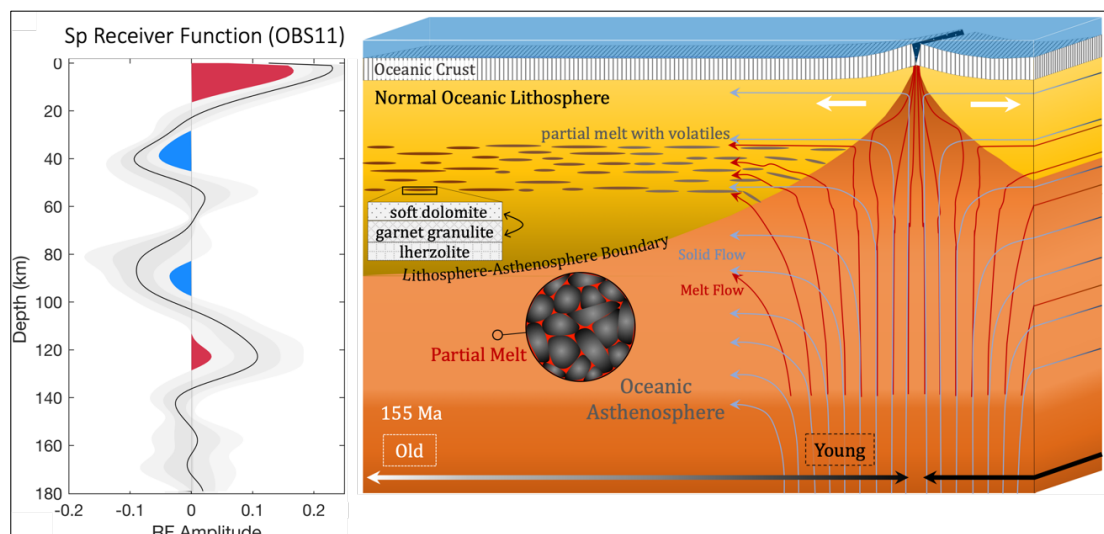 Sp Receiver Function (OBS11)
0
20
40
60
80
100
120
140
160
180
Depth (km)
-0.2
-0.1
0
0.1
0.2
RF Amplitude
Oceanic Crust
Normal Oceanic Lithosphere
partial melt with volatiles
soft dolomite
garnet granulite
lherzolite
Lithosphere-Asthenosphere Boundary
Solid Flow
Melt Flow
Partial Melt
Oceanic
Asthenosphere
155 Ma
Old
Young